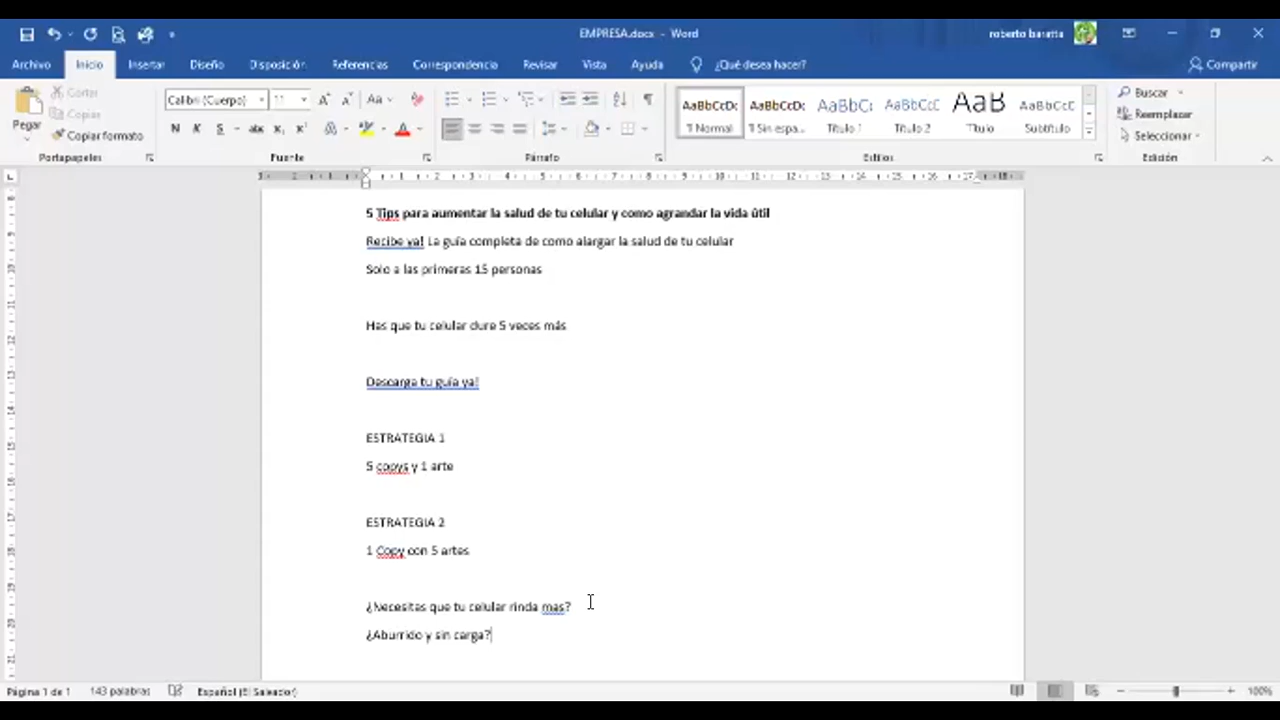 EMPRESA.docx - Word
roberto baratta
Archivo
Inicio
Insertar
Diseño
Disposición
Referencias
Correspondencia
Revisar
Vista
Ayuda
¿Qué desea hacer?
Compartir
Pegar
Cortar
Copiar
Copiar formato
Portapapeles
Calibri (Cuerpo)
11
Aa
N K S abc x₁ x¹
Fuente
Párrafo
AaBbCcDc
¶ Normal
AaBbCcDc
¶ Sin espa...
AaBbC
Título 1
AaBbCcC
Título 2
AaB
Título
AaBbCcC
Subtítulo
Estilos
Buscar
Reemplazar
Seleccionar
Edición
5 Tips para aumentar la salud de tu celular y como agrandar la vida útil
Recibe ya! La guía completa de como alargar la salud de tu celular
Solo a las primeras 15 personas
Has que tu celular dure 5 veces más
Descarga tu guía ya!
ESTRATEGIA 1
5 copys y 1 arte
ESTRATEGIA 2
1 Copy con 5 artes
¿Necesitas que tu celular rinda mas?
¿Aburrido y sin carga?
Página 1 de 1
143 palabras
Español (El Salvador)
100%